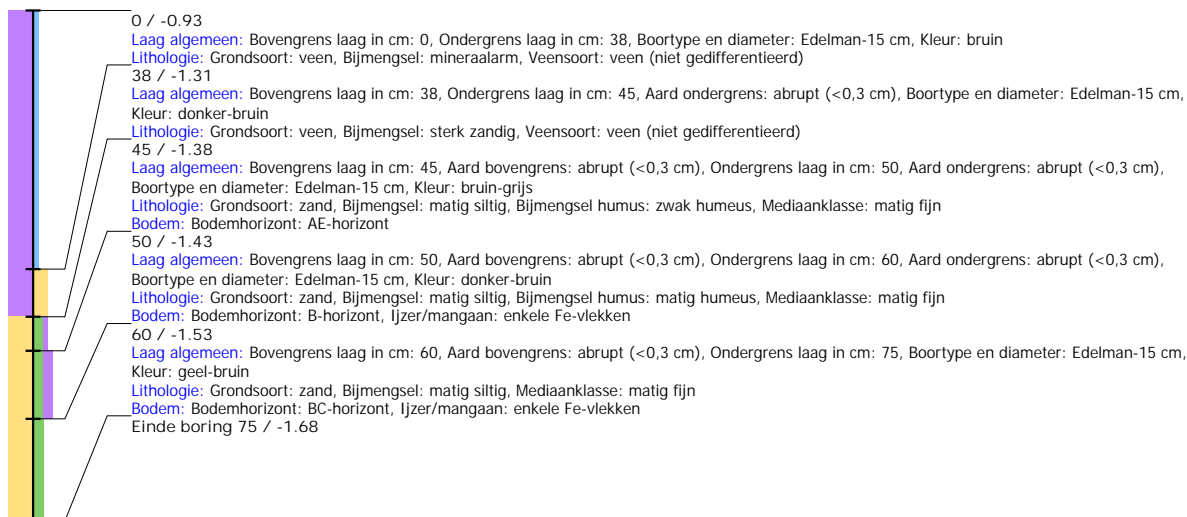 0 / -0.93
Laag algemeen: Bovengrens laag in cm: 0, Ondergrens laag in cm: 38, Boortype en diameter: Edelman-15 cm, Kleur: bruin
Lithologie: Grondsoort: veen, Bijmengsel: mineraalarm, Veensoort: veen (niet gedifferentieerd)
38 / -1.31
Laag algemeen: Bovengrens laag in cm: 38, Ondergrens laag in cm: 45, Aard ondergrens: abrupt (<0,3 cm), Boortype en diameter: Edelman-15 cm,
Kleur: donker-bruin
Lithologie: Grondsoort: veen, Bijmengsel: sterk zandig, Veensoort: veen (niet gedifferentieerd)
45 / -1.38
Laag algemeen: Bovengrens laag in cm: 45, Aard bovengrens: abrupt (<0,3 cm), Ondergrens laag in cm: 50, Aard ondergrens: abrupt (<0,3 cm),
Boortype en diameter: Edelman-15 cm, Kleur: bruin-grijs
Lithologie: Grondsoort: zand, Bijmengsel: matig siltig, Bijmengsel humus: zwak humeus, Mediaanklasse: matig fijn
Bodem: Bodemhorizont: AE-horizont
50 / -1.43
Laag algemeen: Bovengrens laag in cm: 50, Aard bovengrens: abrupt (<0,3 cm), Ondergrens laag in cm: 60, Aard ondergrens: abrupt (<0,3 cm),
Boortype en diameter: Edelman-15 cm, Kleur: donker-bruin
Lithologie: Grondsoort: zand, Bijmengsel: matig siltig, Bijmengsel humus: matig humeus, Mediaanklasse: matig fijn
Bodem: Bodemhorizont: B-horizont, Ijzer/mangaan: enkele Fe-vlekken
60 / -1.53
Laag algemeen: Bovengrens laag in cm: 60, Aard bovengrens: abrupt (<0,3 cm), Ondergrens laag in cm: 75, Boortype en diameter: Edelman-15 cm,
Kleur: geel-bruin
Lithologie: Grondsoort: zand, Bijmengsel: matig siltig, Mediaanklasse: matig fijn
Bodem: Bodemhorizont: BC-horizont, Ijzer/mangaan: enkele Fe-vlekken
Einde boring 75 / -1.68